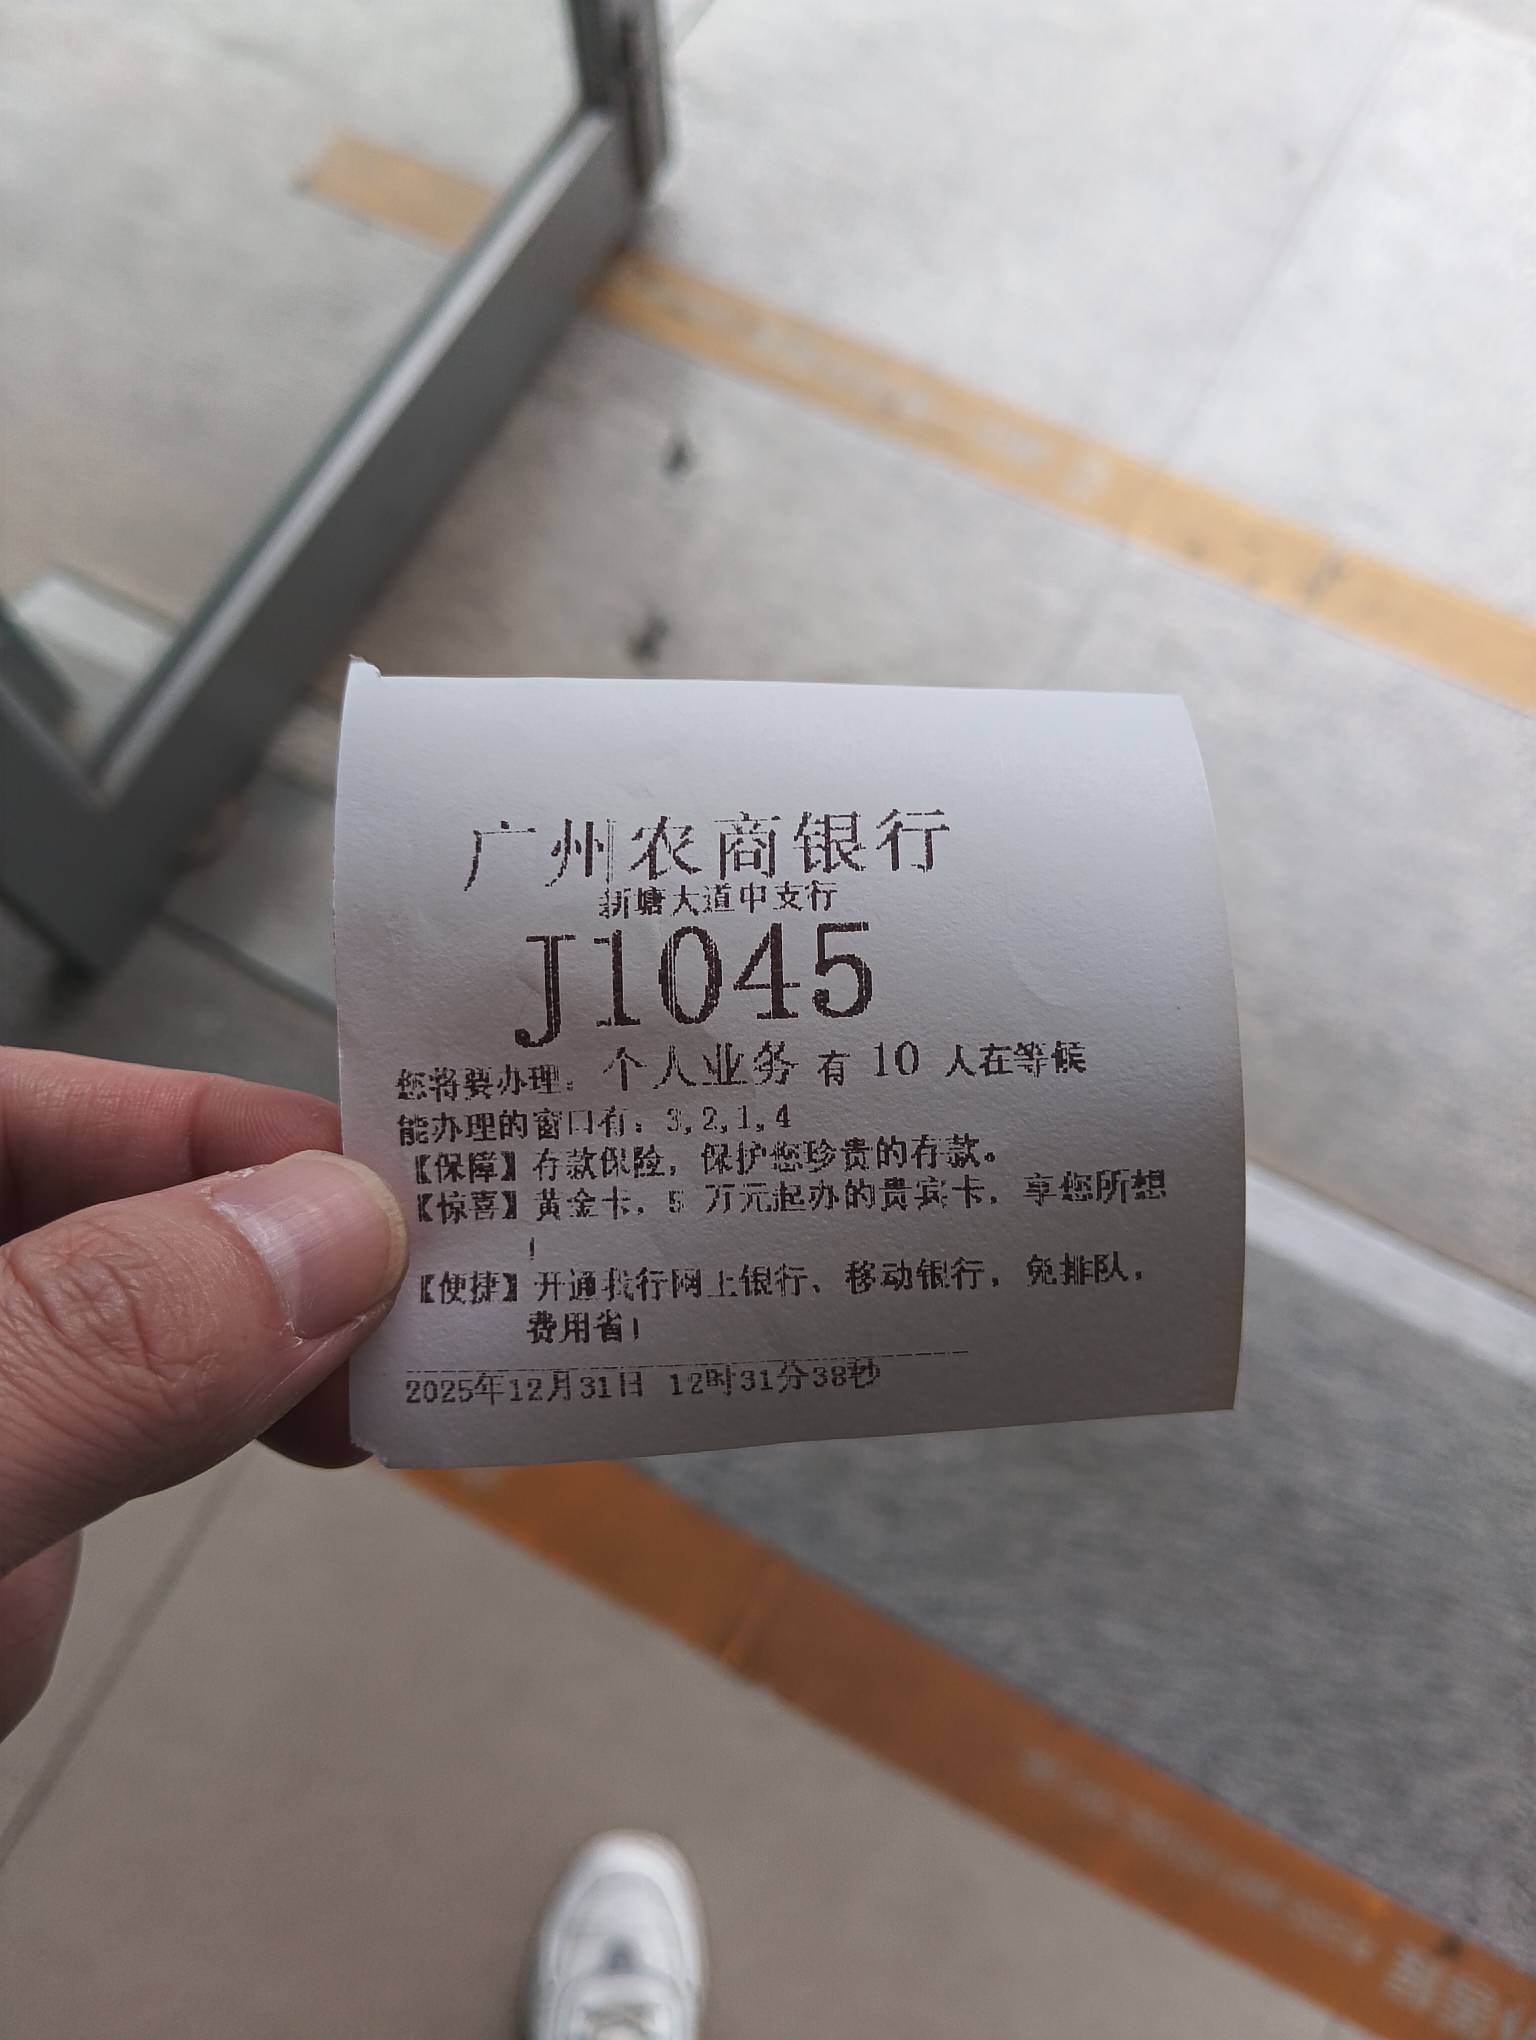 广州农商银行
新塘大道中支行
J1045
您将要办理：个人业务 有 10 人在等候
能办理的窗口有：3,2,1,4
【保障】存款保险，保护您珍贵的存款。
【惊喜】黄金卡，5 万元起办的贵宾卡，享您所想
！
【便捷】开通我行网上银行、移动银行，免排队，
费用省！
2025年12月31日 12时31分38秒